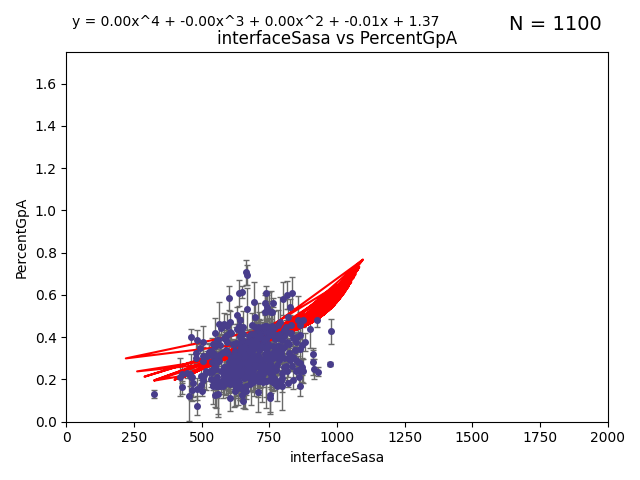 y = 0.00x^4 + -0.00x^3 + 0.00x^2 + -0.01x + 1.37
N = 1100
interfaceSasa vs PercentGpA
PercentGpA
1.6
1.4
1.2
1.0
0.8
0.6
0.4
0.2
0.0
0 250 500 750 1000 1250 1500 1750 2000
interfaceSasa